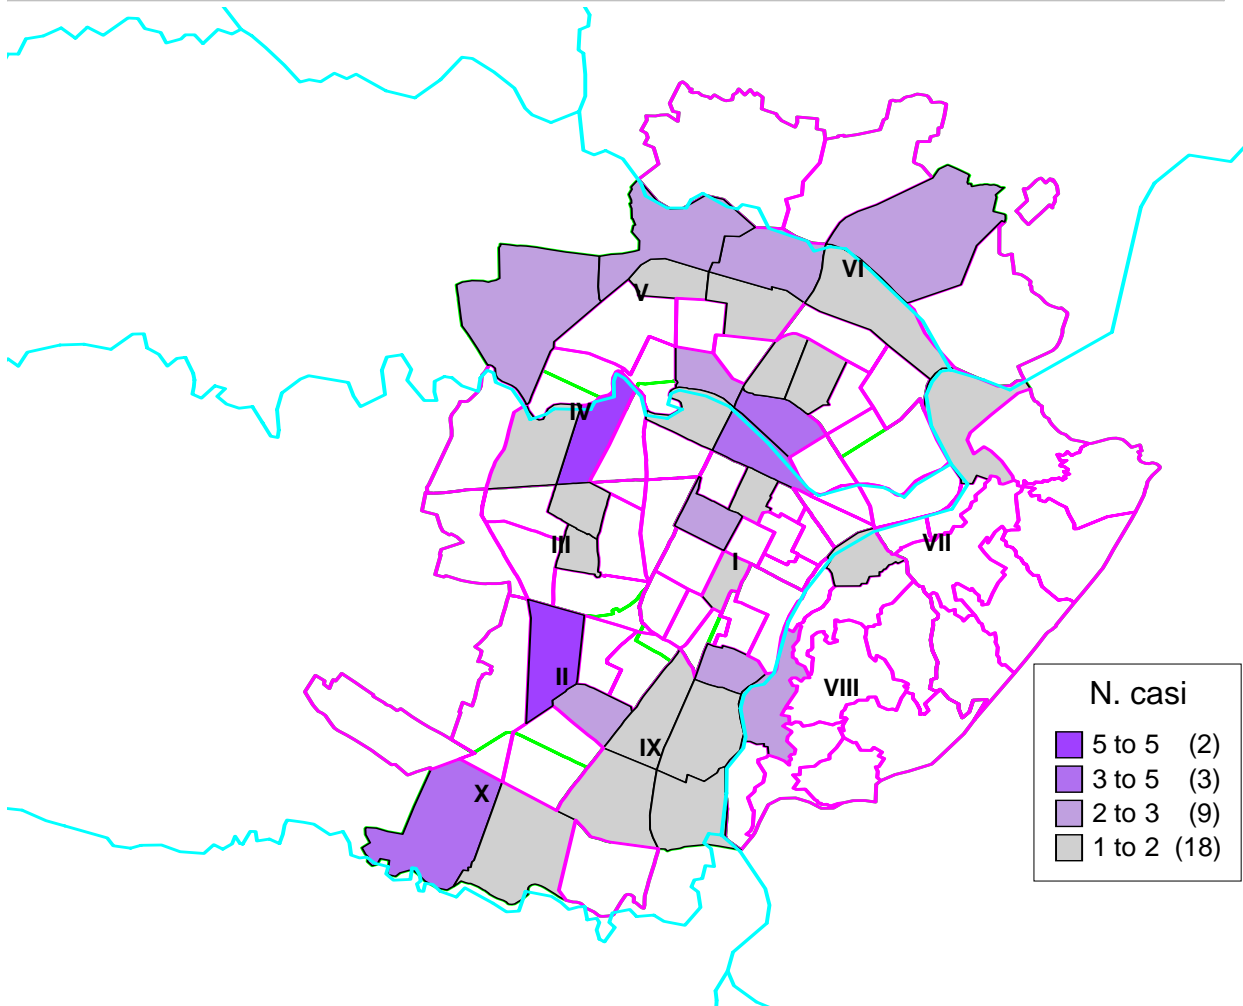 VI
V
IV
III
I
VII
II
VIII
IX
X
N. casi
5 to 5 (2)
3 to 5 (3)
2 to 3 (9)
1 to 2 (18)